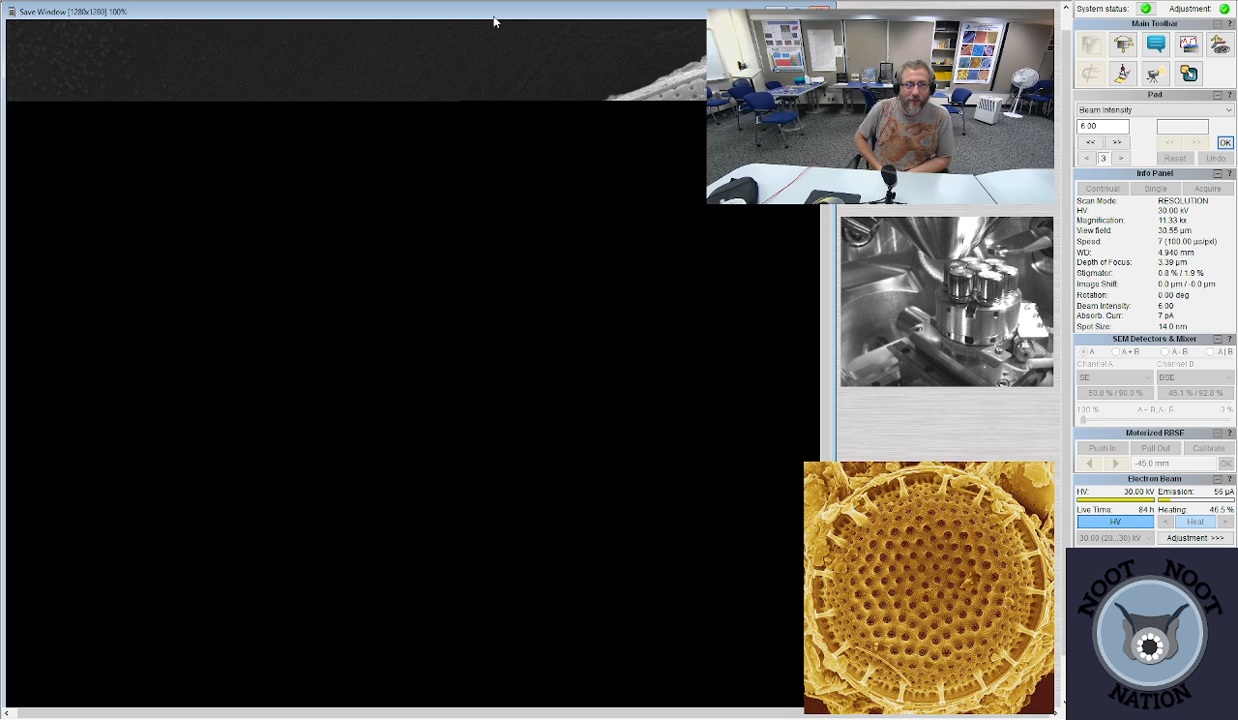 Save Window [1280x1280] 100%
System status: Adjustment:
Main Toolbar
Pad
Beam Intensity
6.00
<< >> << >> OK
< 3 > Reset Undo
Info Panel
Continual Single Acquire
Scan Mode: RESOLUTION
HV: 30.00 kV
Magnification: 11.33 kx
View field: 30.55 µm
Speed: 7 (100.00 µs/pxl)
WD: 4.940 mm
Depth of Focus: 3.39 µm
Stigmator: 0.8 % / 1.9 %
Image Shift: 0.0 µm / -0.0 µm
Rotation: 0.00 deg
Beam Intensity: 6.00
Absorb. Curr: 7 pA
Spot Size: 14.0 nm
SEM Detectors & Mixer
A A + B A - B A | B
Channel A Channel B
SE BSE
50.8 % / 90.0 % 45.1 % / 92.8 %
100 % A + B, A - B 0 %
Motorized RBSE
Push In Pull Out Calibrate
-45.0 mm OK
Electron Beam
HV: 30.00 kV Emission: 56 µA
Live Time: 84 h Heating: 46.5 %
HV < Heat >
30.00 (20...30) kV Adjustment >>>
NOOT NOOT
NATION